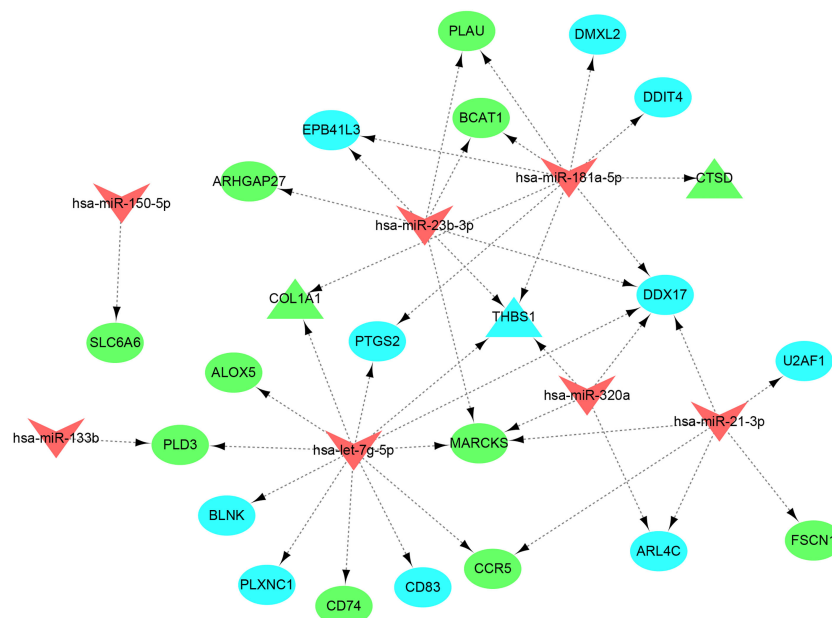 PLAU
DMXL2
DDIT4
BCAT1
EPB41L3
ARHGAP27
hsa-miR-181a-5p
CTSD
hsa-miR-150-5p
hsa-miR-23b-3p
COL1A1
THBS1
DDX17
SLC6A6
PTGS2
U2AF1
ALOX5
hsa-miR-320a
hsa-miR-21-3p
hsa-miR-133b
PLD3
hsa-let-7g-5p
MARCKS
BLNK
FSCN1
ARL4C
CCR5
PLXNC1
CD83
CD74